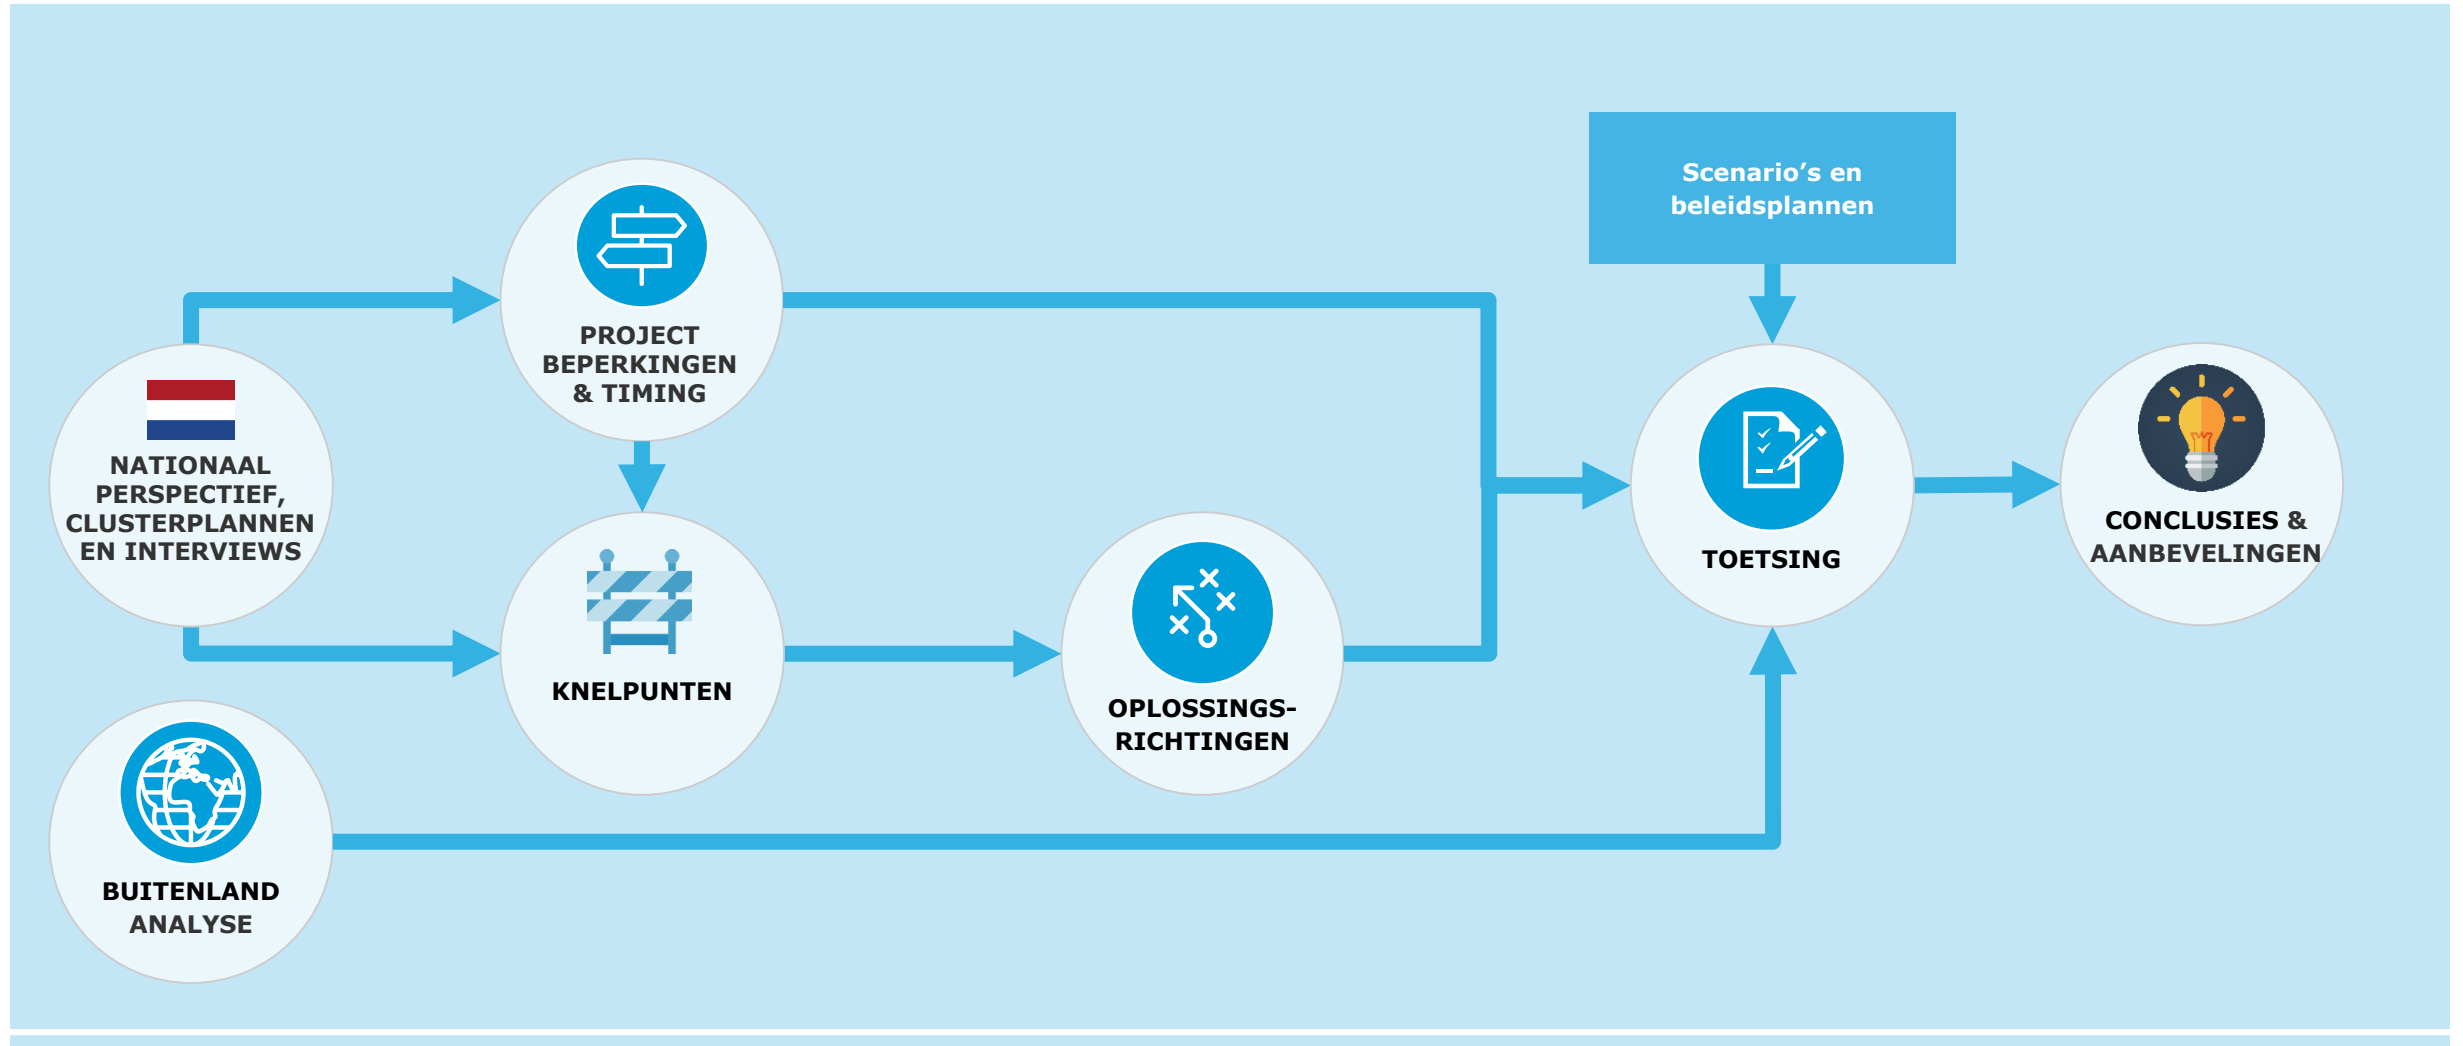 Scenario’s en
beleidsplannen
PROJECT
BEPERKINGEN
& TIMING
NATIONAAL
PERSPECTIEF,
CLUSTERPLANNEN
EN INTERVIEWS
CONCLUSIES &
AANBEVELINGEN
TOETSING
KNELPUNTEN
OPLOSSINGS-
RICHTINGEN
BUITENLAND
ANALYSE